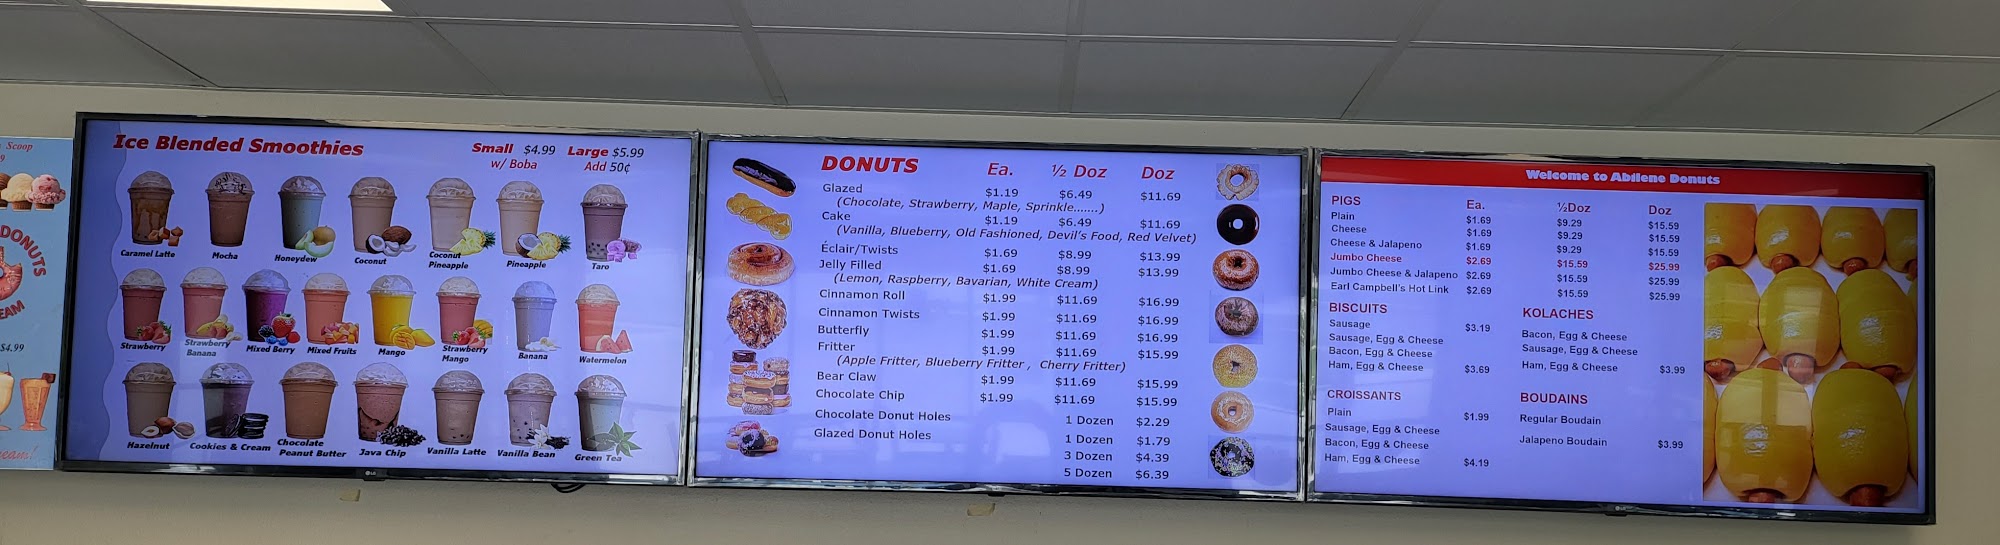 Scoop
9
DONUTS
EAM
$4.99
Ice Blended Smoothies
Small $4.99 Large $5.99
w/ Boba Add 50¢
Caramel Latte
Mocha
Honeydew
Coconut
Coconut
Pineapple
Pineapple
Taro
Strawberry
Strawberry
Banana
Mixed Berry
Mixed Fruits
Mango
Strawberry
Mango
Banana
Watermelon
Hazelnut
Cookies & Cream
Chocolate
Peanut Butter
Java Chip
Vanilla Latte
Vanilla Bean
Green Tea
LG
DONUTS Ea. ½ Doz Doz
Glazed $1.19 $6.49 $11.69
(Chocolate, Strawberry, Maple, Sprinkle.......)
Cake $1.19 $6.49 $11.69
(Vanilla, Blueberry, Old Fashioned, Devil's Food, Red Velvet)
Éclair/Twists $1.69 $8.99 $13.99
Jelly Filled $1.69 $8.99 $13.99
(Lemon, Raspberry, Bavarian, White Cream)
Cinnamon Roll $1.99 $11.69 $16.99
Cinnamon Twists $1.99 $11.69 $16.99
Butterfly $1.99 $11.69 $16.99
Fritter $1.99 $11.69 $15.99
(Apple Fritter, Blueberry Fritter , Cherry Fritter)
Bear Claw $1.99 $11.69 $15.99
Chocolate Chip $1.99 $11.69 $15.99
Chocolate Donut Holes 1 Dozen $2.29
Glazed Donut Holes 1 Dozen $1.79
3 Dozen $4.39
5 Dozen $6.39
Welcome to Abilene Donuts
PIGS Ea. ½Doz Doz
Plain $1.69 $9.29 $15.59
Cheese $1.69 $9.29 $15.59
Cheese & Jalapeno $1.69 $9.29 $15.59
Jumbo Cheese $2.69 $15.59 $25.99
Jumbo Cheese & Jalapeno $2.69 $15.59 $25.99
Earl Campbell's Hot Link $2.69 $15.59 $25.99
BISCUITS
Sausage $3.19
Sausage, Egg & Cheese
Bacon, Egg & Cheese
Ham, Egg & Cheese $3.69
KOLACHES
Bacon, Egg & Cheese
Sausage, Egg & Cheese
Ham, Egg & Cheese $3.99
CROISSANTS
Plain $1.99
Sausage, Egg & Cheese
Bacon, Egg & Cheese
Ham, Egg & Cheese $4.19
BOUDAINS
Regular Boudain
Jalapeno Boudain $3.99
LG